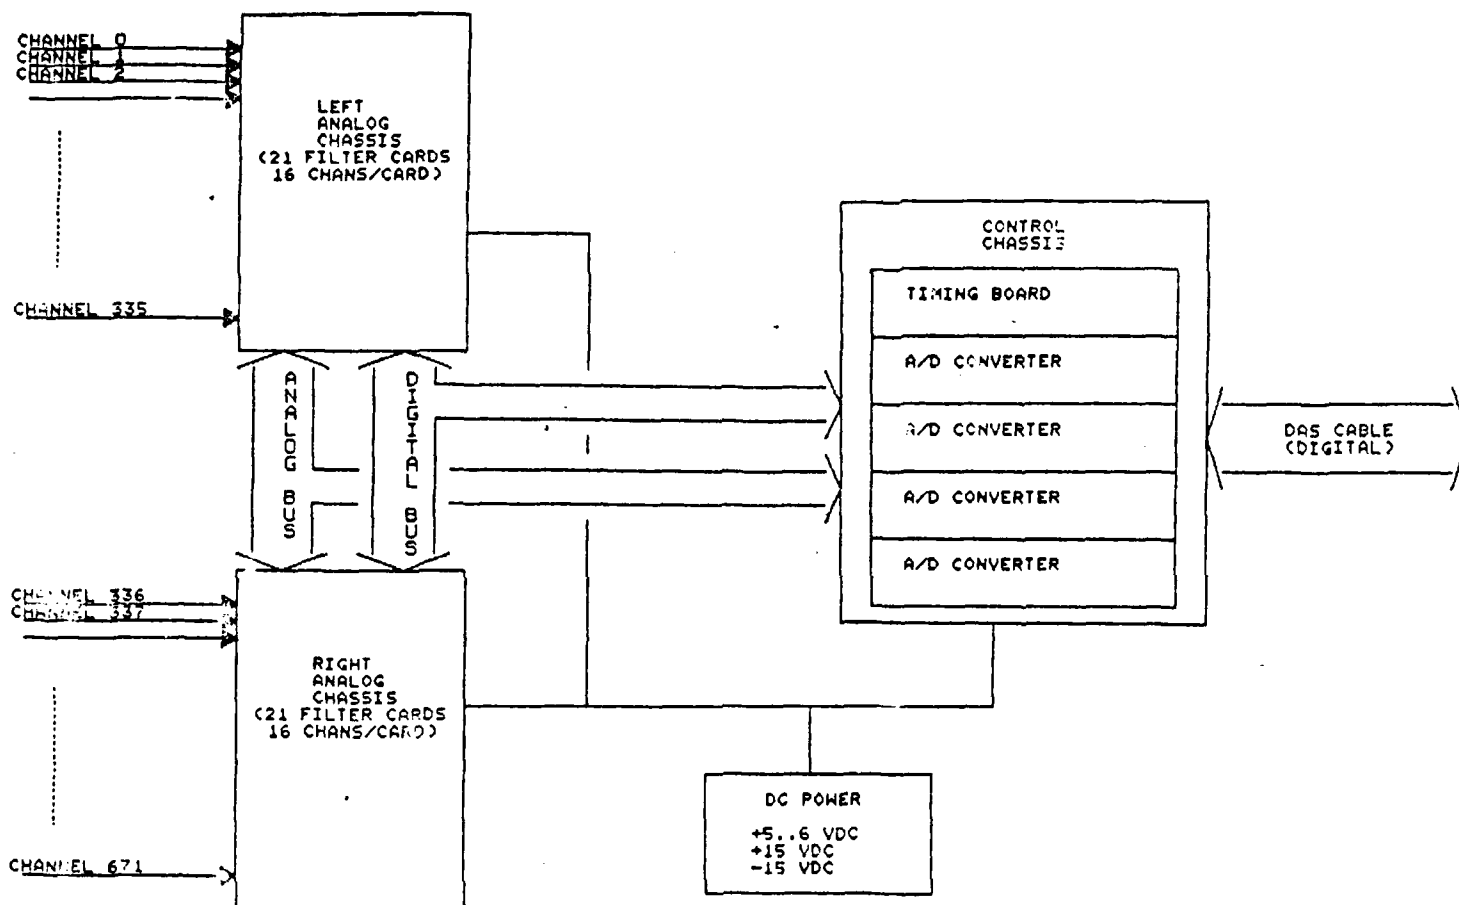 CHANNEL 0
CHANNEL 1
CHANNEL 2
CHANNEL 335
LEFT
ANALOG
CHASSIS
(21 FILTER CARDS
16 CHANS/CARD)
ANALOG BUS
DIGITAL BUS
CHANNEL 336
CHANNEL 337
CHANNEL 671
RIGHT
ANALOG
CHASSIS
(21 FILTER CARDS
16 CHANS/CARD)
CONTROL
CHASSIS
TIMING BOARD
A/D CONVERTER
A/D CONVERTER
A/D CONVERTER
A/D CONVERTER
DAS CABLE
(DIGITAL)
DC POWER
+5..6 VDC
+15 VDC
-15 VDC